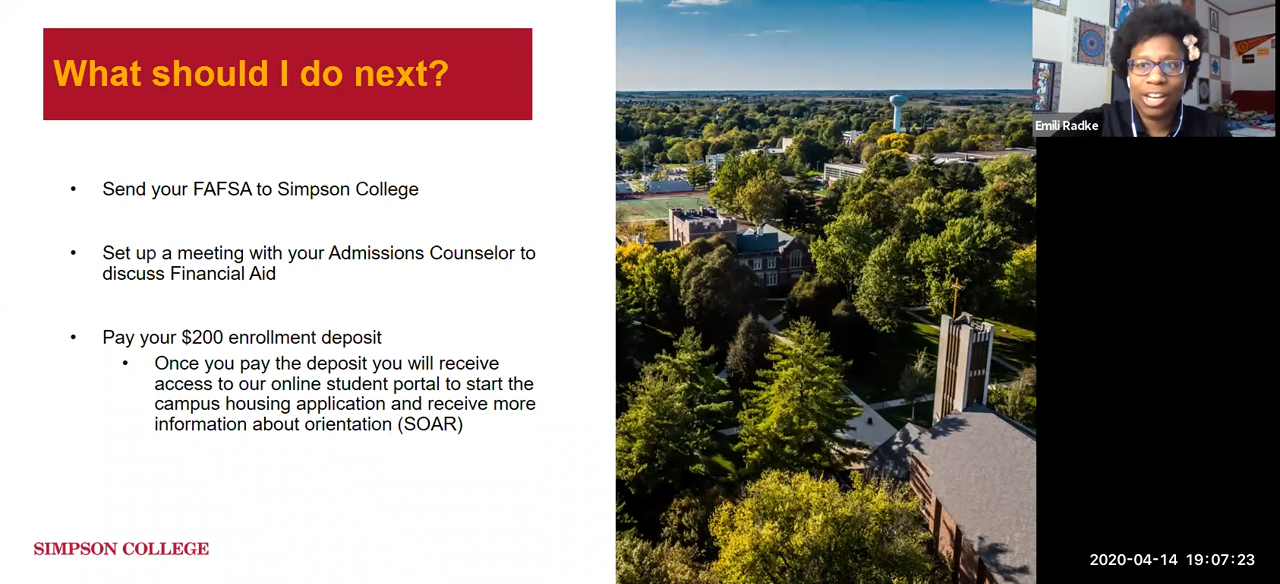 What should I do next?
• Send your FAFSA to Simpson College
• Set up a meeting with your Admissions Counselor to
discuss Financial Aid
• Pay your $200 enrollment deposit
• Once you pay the deposit you will receive
access to our online student portal to start the
campus housing application and receive more
information about orientation (SOAR)
SIMPSON COLLEGE
Emili Radke
2020-04-14 19:07:23